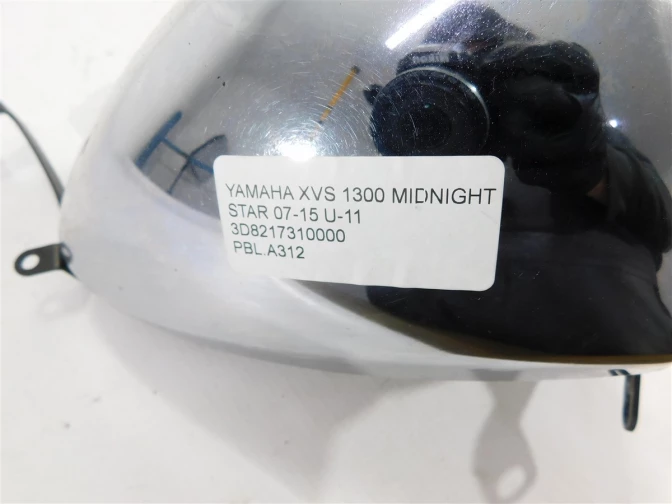 YAMAHA XVS 1300 MIDNIGHT
STAR 07-15 U-11
3D8217310000
PBL.A312